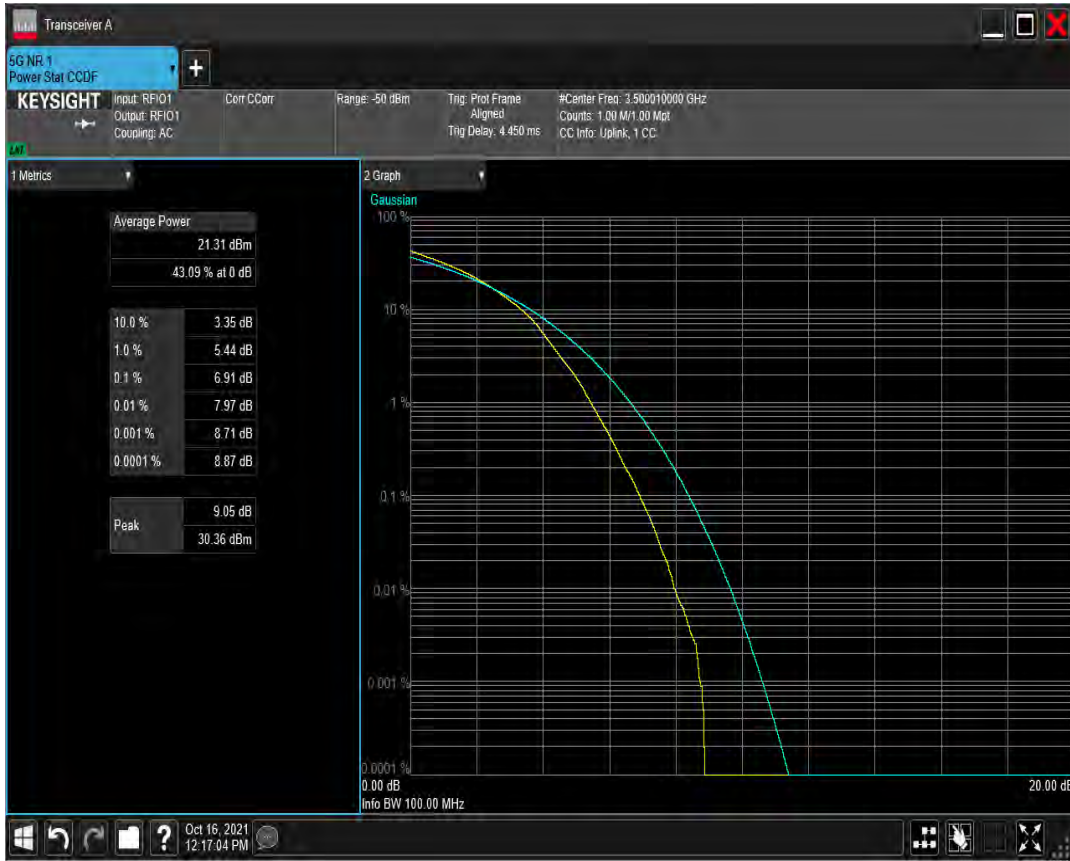 Transceiver A
5G NR 1
Power Stat CCDF
+
KEYSIGHT
Input: RFIO1
Output: RFIO1
Coupling: AC
Corr CCorr
Range: -50 dBm
Trig: Prot Frame
Aligned
Trig Delay: 4.450 ms
#Center Freq: 3.500010000 GHz
Counts: 1.00 M/1.00 Mpt
CC Info: Uplink, 1 CC
LXI
1 Metrics
Average Power
21.31 dBm
43.09 % at 0 dB
10.0 % 3.35 dB
1.0 % 5.44 dB
0.1 % 6.91 dB
0.01 % 7.97 dB
0.001 % 8.71 dB
0.0001 % 8.87 dB
Peak
9.05 dB
30.36 dBm
2 Graph
Gaussian
100 %
10 %
1 %
0.1 %
0.01 %
0.001 %
0.0001 %
0.00 dB
20.00 dB
Info BW 100.00 MHz
?
Oct 16, 2021
12:17:04 PM